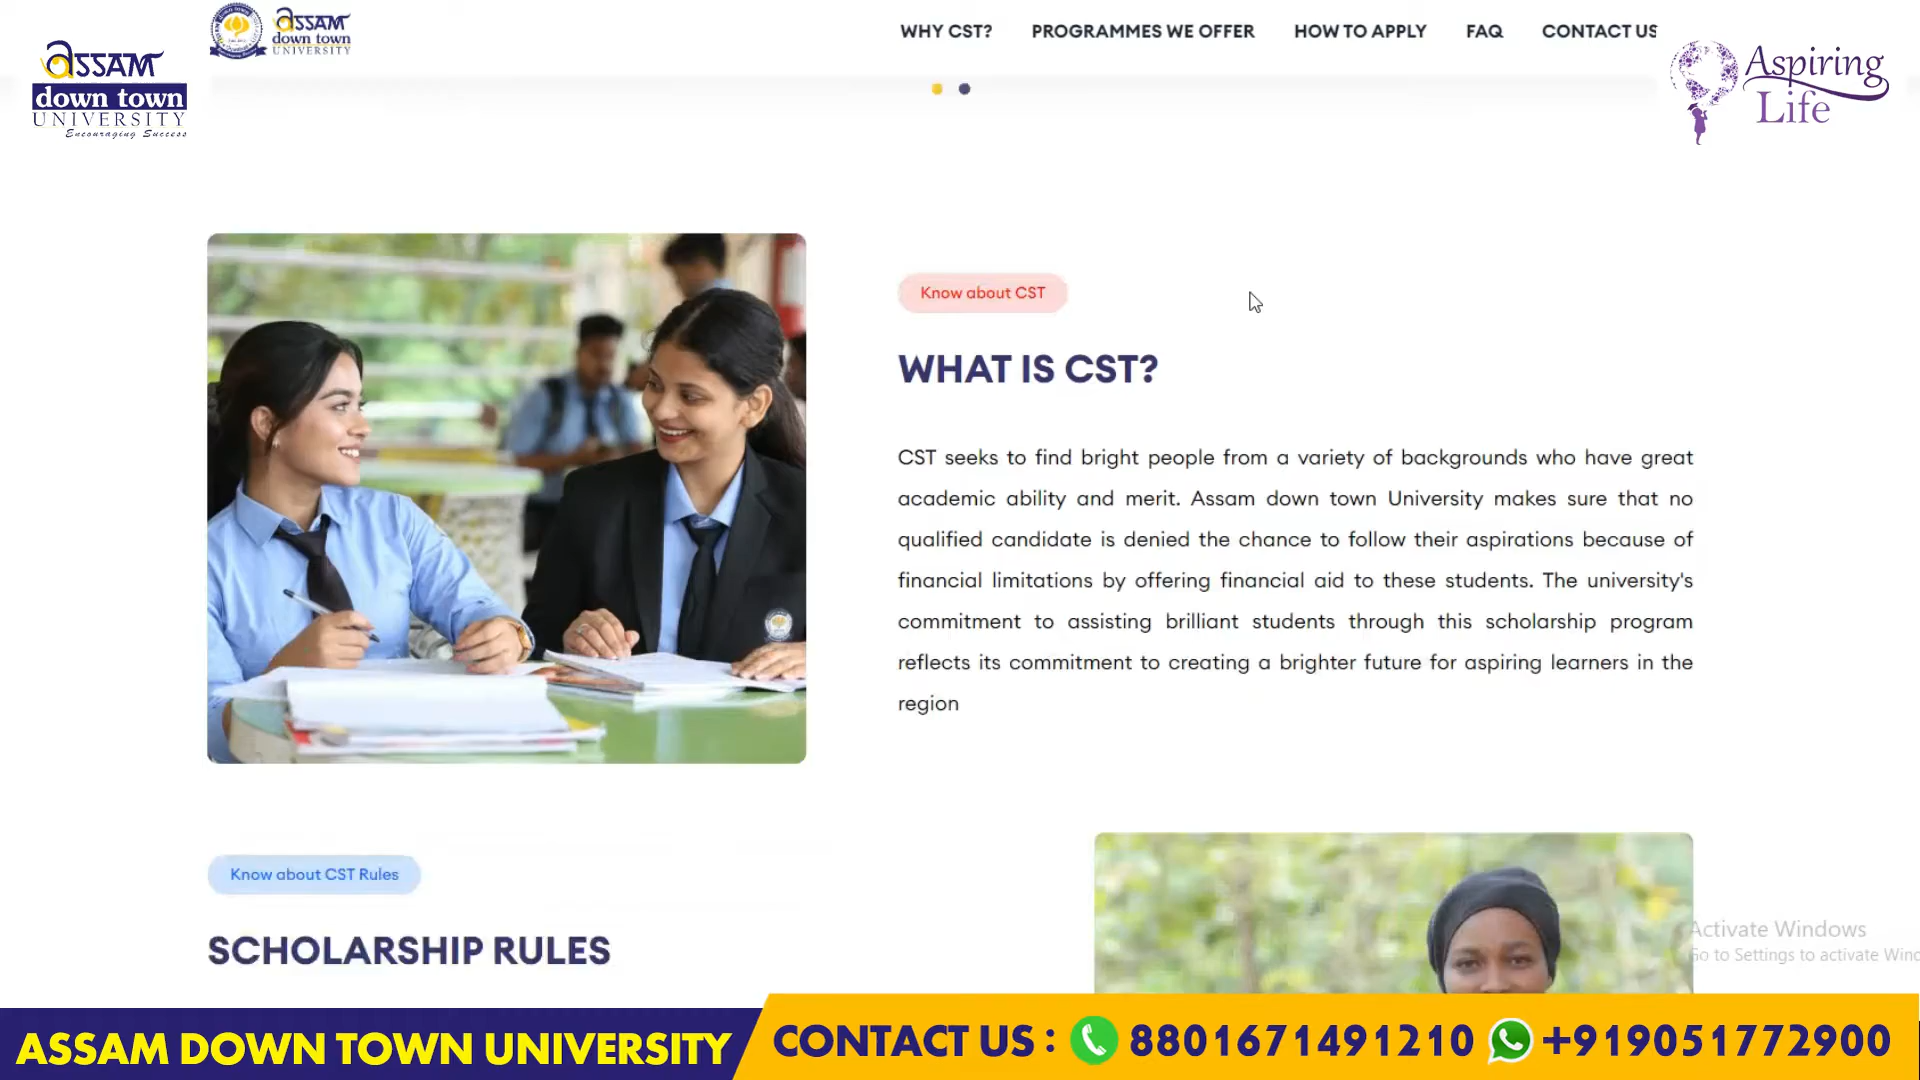 অssam
down town
UNIVERSITY
WHY CST?
PROGRAMMES WE OFFER
HOW TO APPLY
FAQ
CONTACT US
অssam
down town
UNIVERSITY
Encouraging Success
Aspiring
Life
Know about CST
WHAT IS CST?
CST seeks to find bright people from a variety of backgrounds who have great
academic ability and merit. Assam down town University makes sure that no
qualified candidate is denied the chance to follow their aspirations because of
financial limitations by offering financial aid to these students. The university's
commitment to assisting brilliant students through this scholarship program
reflects its commitment to creating a brighter future for aspiring learners in the
region
Know about CST Rules
SCHOLARSHIP RULES
Activate Windows
Go to Settings to activate Wind
ASSAM DOWN TOWN UNIVERSITY
CONTACT US : 8801671491210 +919051772900